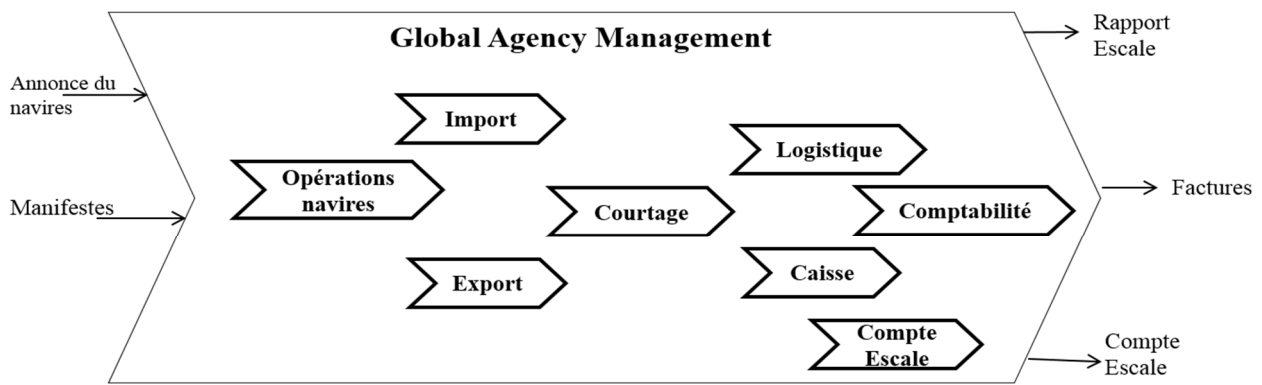 Global Agency Management
Rapport
Escale
Annonce du
navires
Import
Logistique
Opérations
navires
Manifestes
Courtage
Comptabilité
Factures
Export
Caisse
Compte
Escale
Compte
Escale